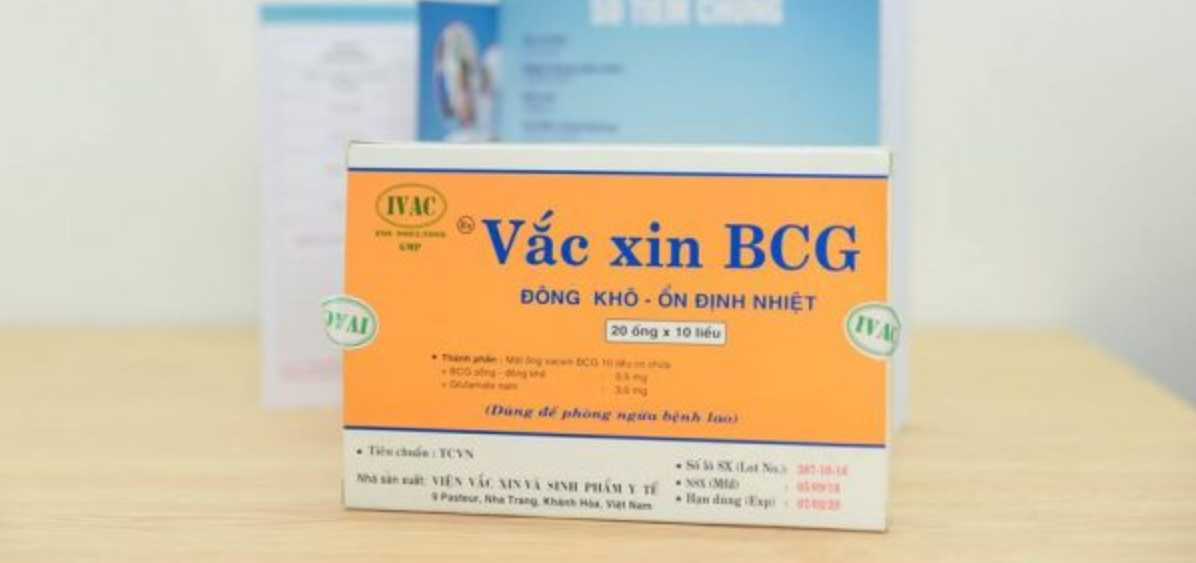 SỔ TIÊM CHỦNG
IVAC
GMP
Rx
Vắc xin BCG
ĐÔNG KHÔ - ỔN ĐỊNH NHIỆT
20 ống x 10 liều
IVAC
IVAC
• Thành phần : Một ống vacxin BCG 10 liều có chứa
+ BCG sống - đông khô : 0,5 mg
+ Glutamate natri : 3,0 mg
(Dùng để phòng ngừa bệnh lao)
• Tiêu chuẩn : TCVN
Nhà sản xuất: VIỆN VẮC XIN VÀ SINH PHẨM Y TẾ
9 Pasteur, Nha Trang, Khánh Hòa, Việt Nam
• Số lô SX (Lot No.) :
• NSX (Mfd) :
• Hạn dùng (Exp) :